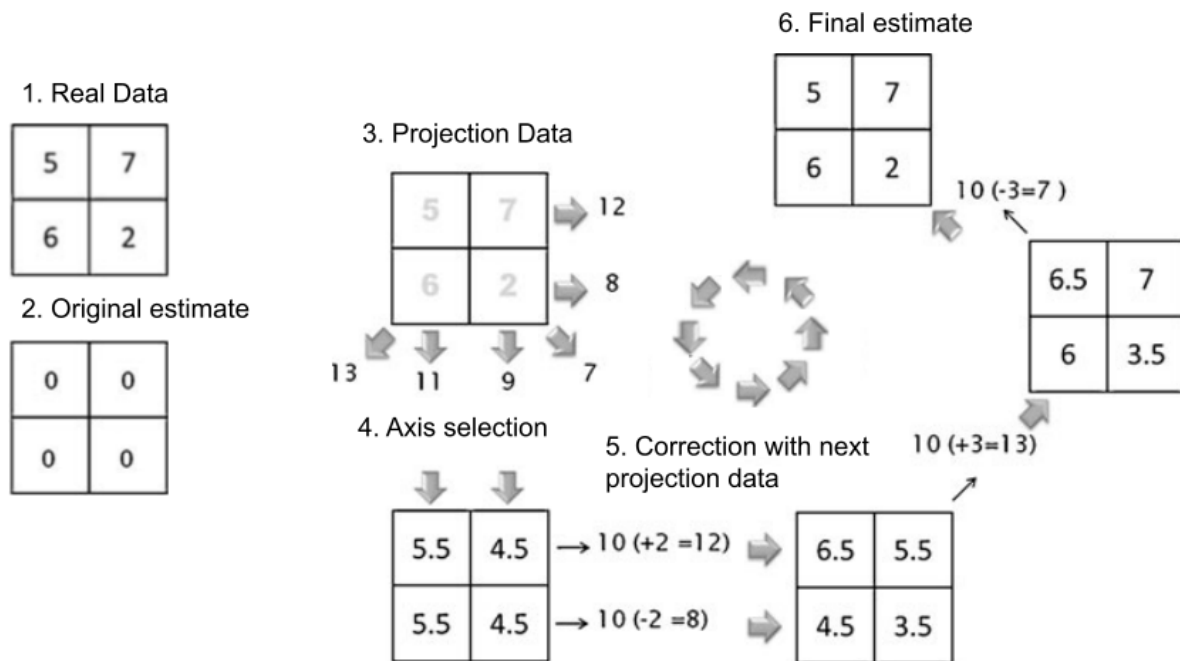 6. Final estimate
5 7
6 2
1. Real Data
5 7
6 2
2. Original estimate
0 0
0 0
3. Projection Data
5 7 12
6 2 8
13 11 9 7
4. Axis selection
5.5 4.5 10 (+2 =12)
5.5 4.5 10 (-2 =8)
5. Correction with next
projection data
6.5 5.5
4.5 3.5
10 (+3=13)
6.5 7
6 3.5
10 (-3=7 )